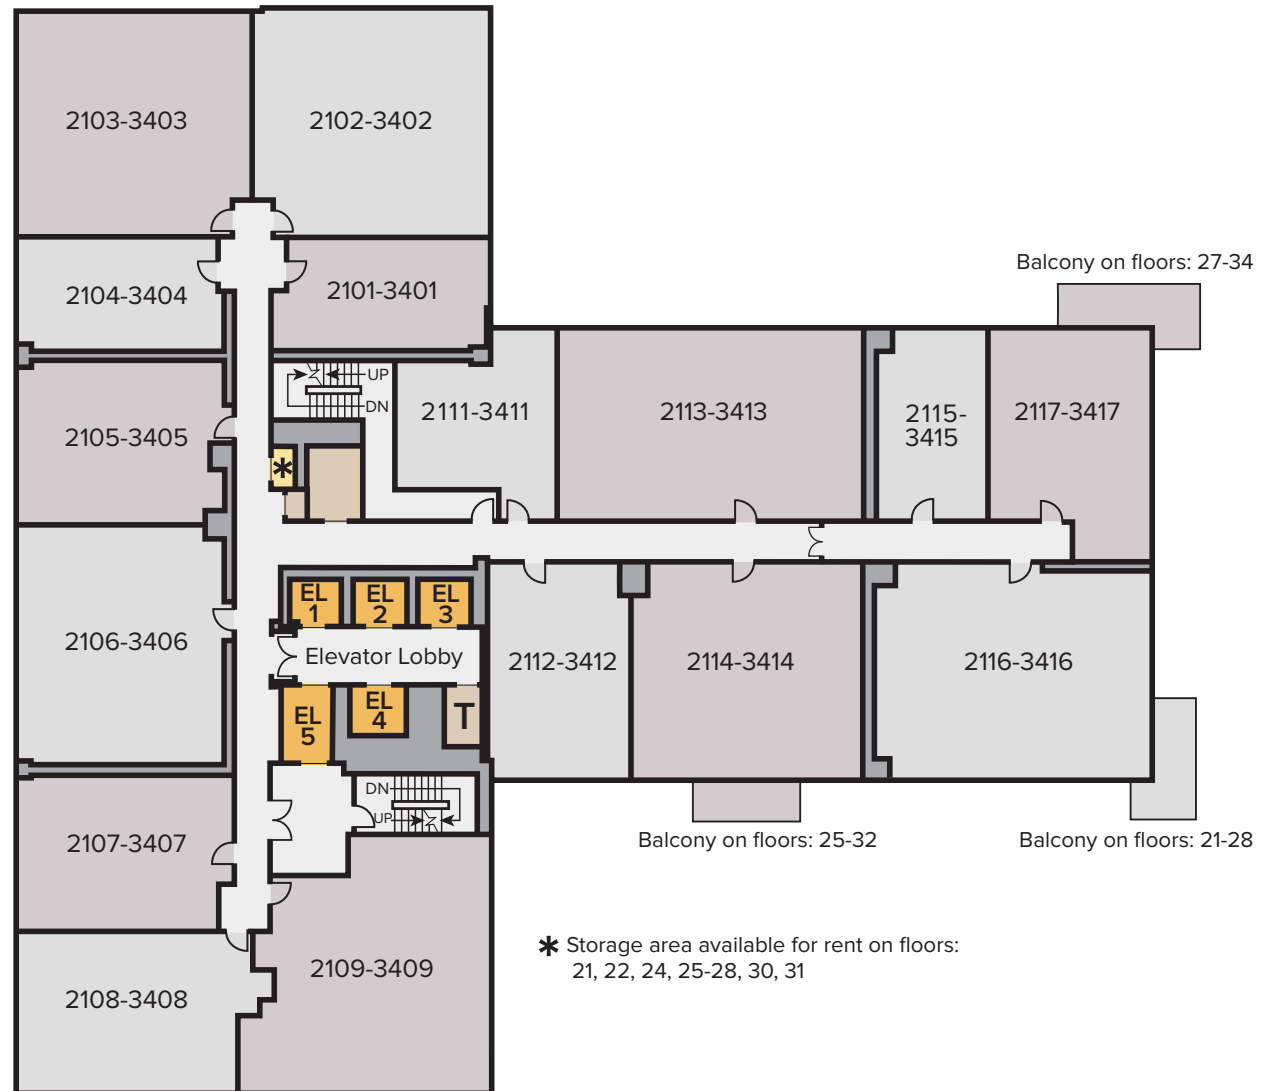 2103-3403
2102-3402
2104-3404
2101-3401
Balcony on floors: 27-34
UP
DN
2105-3405
2111-3411
2113-3413
2115-
3415
2117-3417
*
EL
1
EL
2
EL
3
2106-3406
Elevator Lobby
2112-3412
2114-3414
2116-3416
EL
5
EL
4
T
DN
UP
2107-3407
Balcony on floors: 25-32
Balcony on floors: 21-28
2109-3409
2108-3408
* Storage area available for rent on floors:
21, 22, 24, 25-28, 30, 31